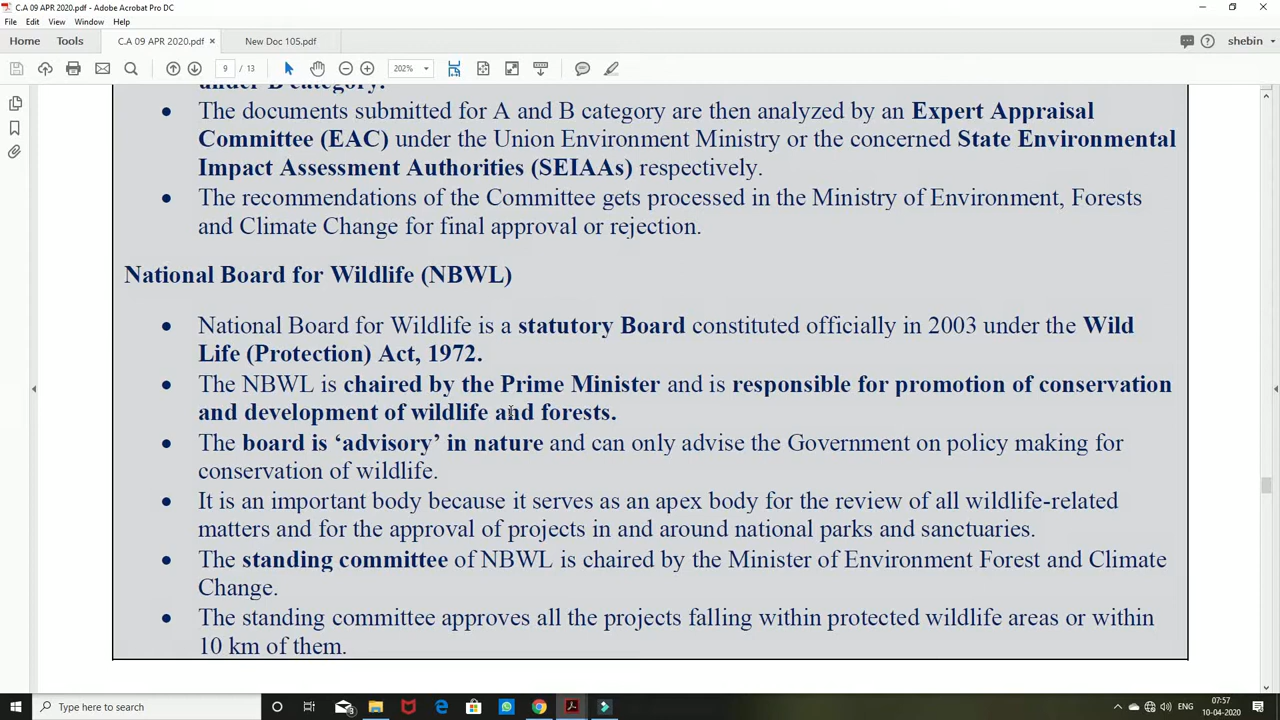 C.A 09 APR 2020.pdf - Adobe Acrobat Pro DC
File Edit View Window Help
Home Tools C.A 09 APR 2020.pdf × New Doc 105.pdf shebin
9 / 13 202%
under B category.
• The documents submitted for A and B category are then analyzed by an Expert Appraisal
Committee (EAC) under the Union Environment Ministry or the concerned State Environmental
Impact Assessment Authorities (SEIAAs) respectively.
• The recommendations of the Committee gets processed in the Ministry of Environment, Forests
and Climate Change for final approval or rejection.
National Board for Wildlife (NBWL)
• National Board for Wildlife is a statutory Board constituted officially in 2003 under the Wild
Life (Protection) Act, 1972.
• The NBWL is chaired by the Prime Minister and is responsible for promotion of conservation
and development of wildlife and forests.
• The board is ‘advisory’ in nature and can only advise the Government on policy making for
conservation of wildlife.
• It is an important body because it serves as an apex body for the review of all wildlife-related
matters and for the approval of projects in and around national parks and sanctuaries.
• The standing committee of NBWL is chaired by the Minister of Environment Forest and Climate
Change.
• The standing committee approves all the projects falling within protected wildlife areas or within
10 km of them.
Type here to search
ENG
07:57
10-04-2020